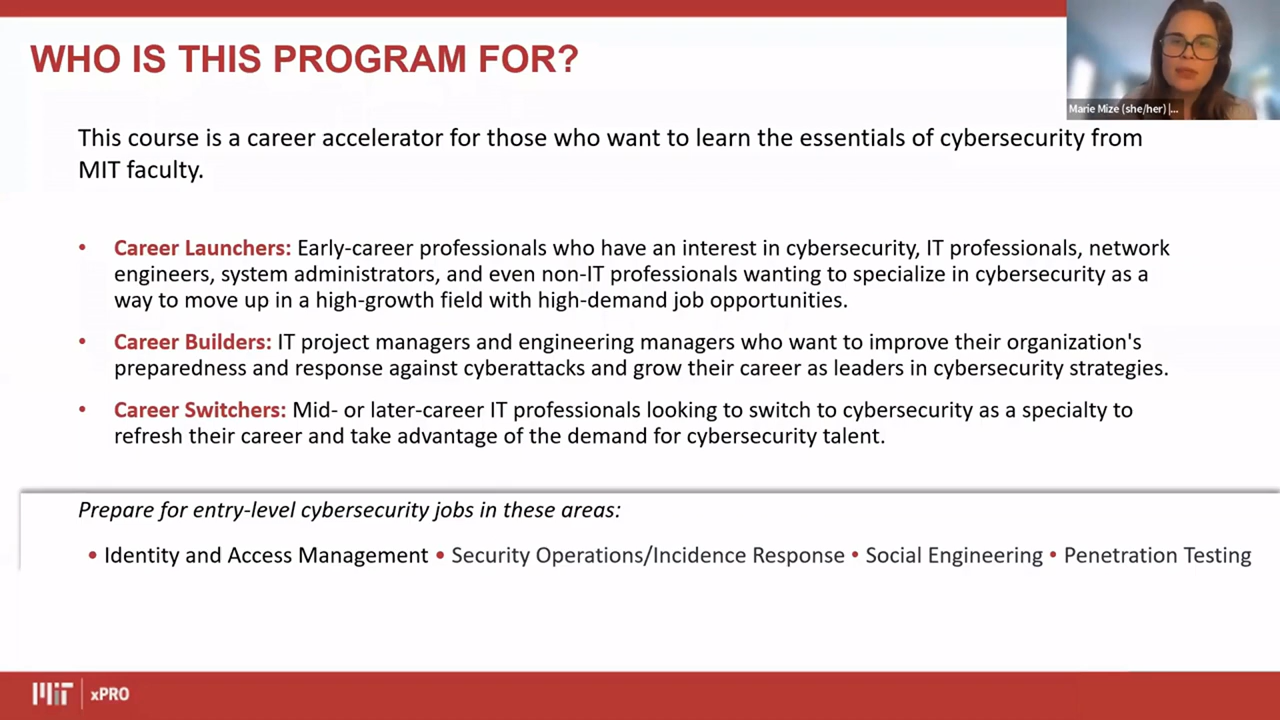 WHO IS THIS PROGRAM FOR?
Marie Mize (she/her) |...
This course is a career accelerator for those who want to learn the essentials of cybersecurity from
MIT faculty.
• Career Launchers: Early-career professionals who have an interest in cybersecurity, IT professionals, network
engineers, system administrators, and even non-IT professionals wanting to specialize in cybersecurity as a
way to move up in a high-growth field with high-demand job opportunities.
• Career Builders: IT project managers and engineering managers who want to improve their organization's
preparedness and response against cyberattacks and grow their career as leaders in cybersecurity strategies.
• Career Switchers: Mid- or later-career IT professionals looking to switch to cybersecurity as a specialty to
refresh their career and take advantage of the demand for cybersecurity talent.
Prepare for entry-level cybersecurity jobs in these areas:
• Identity and Access Management • Security Operations/Incidence Response • Social Engineering • Penetration Testing
MIT | xPRO